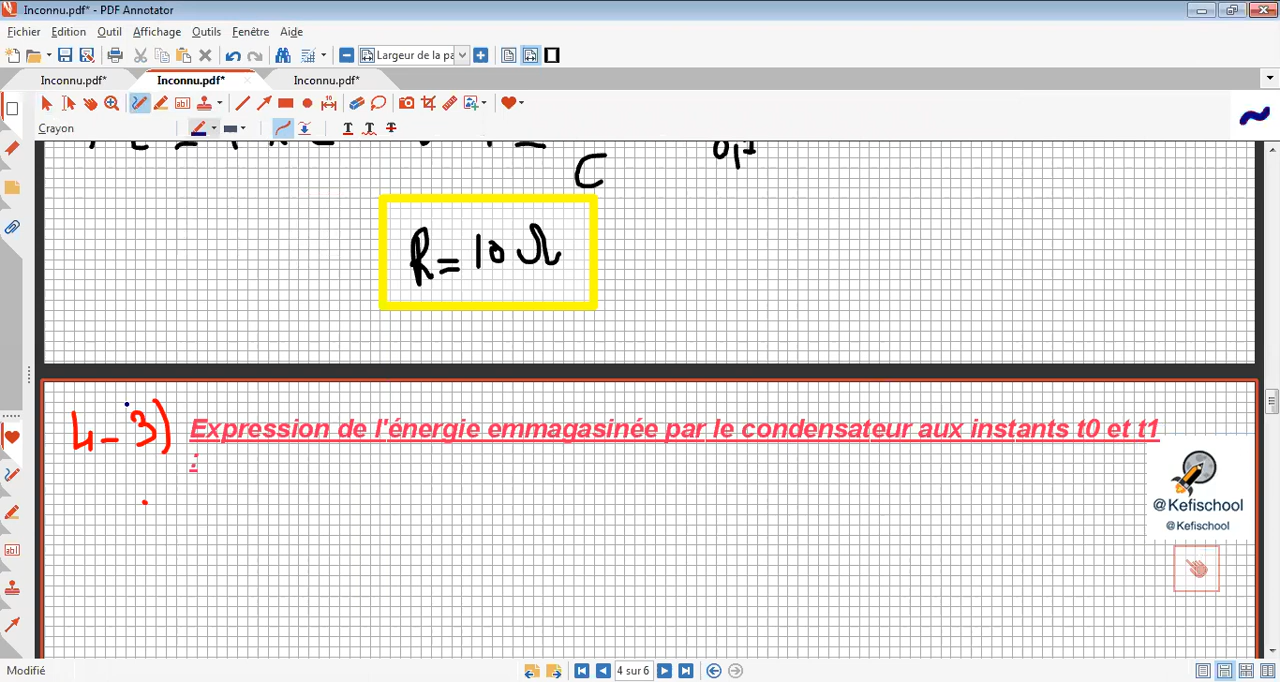 Inconnu.pdf* - PDF Annotator
Fichier Edition Outil Affichage Outils Fenêtre Aide
Largeur de la pa
Inconnu.pdf* Inconnu.pdf* Inconnu.pdf*
Crayon
C
R = 10 Ω
4-3) Expression de l'énergie emmagasinée par le condensateur aux instants t0 et t1
:
@Kefischool
@Kefischool
Modifié 4 sur 6